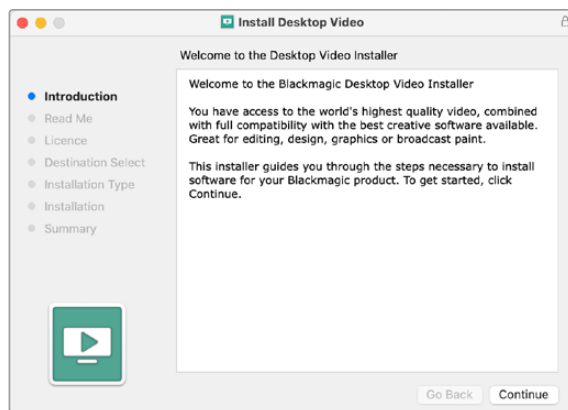 Install Desktop Video
Welcome to the Desktop Video Installer
Introduction
Read Me
Licence
Destination Select
Installation Type
Installation
Summary
Welcome to the Blackmagic Desktop Video Installer
You have access to the world's highest quality video, combined
with full compatibility with the best creative software available.
Great for editing, design, graphics or broadcast paint.
This installer guides you through the steps necessary to install
software for your Blackmagic product. To get started, click
Continue.
Go Back
Continue